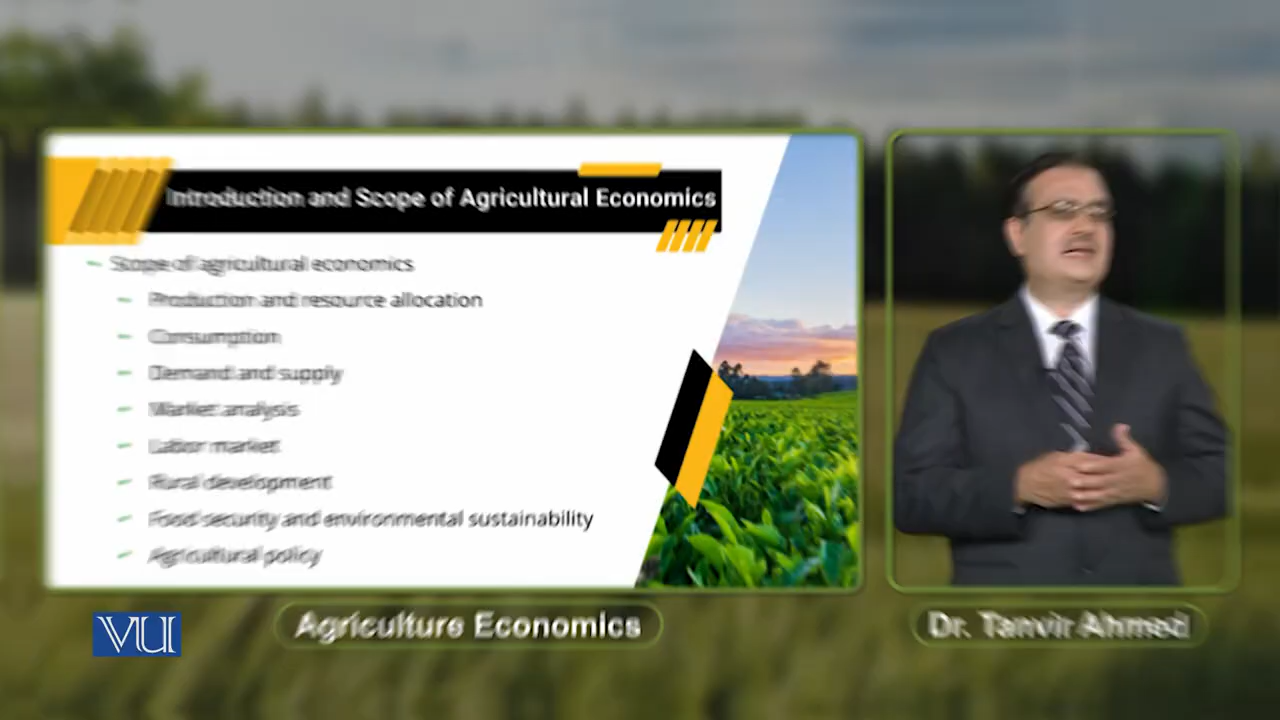 Introduction and Scope of Agricultural Economics
Scope of agricultural economics
Production and resource allocation
Consumption
Demand and supply
Market analysis
Labor market
Rural development
Food security and environmental sustainability
Agricultural policy
VU
Agriculture Economics
Dr. Tanvir Ahmed